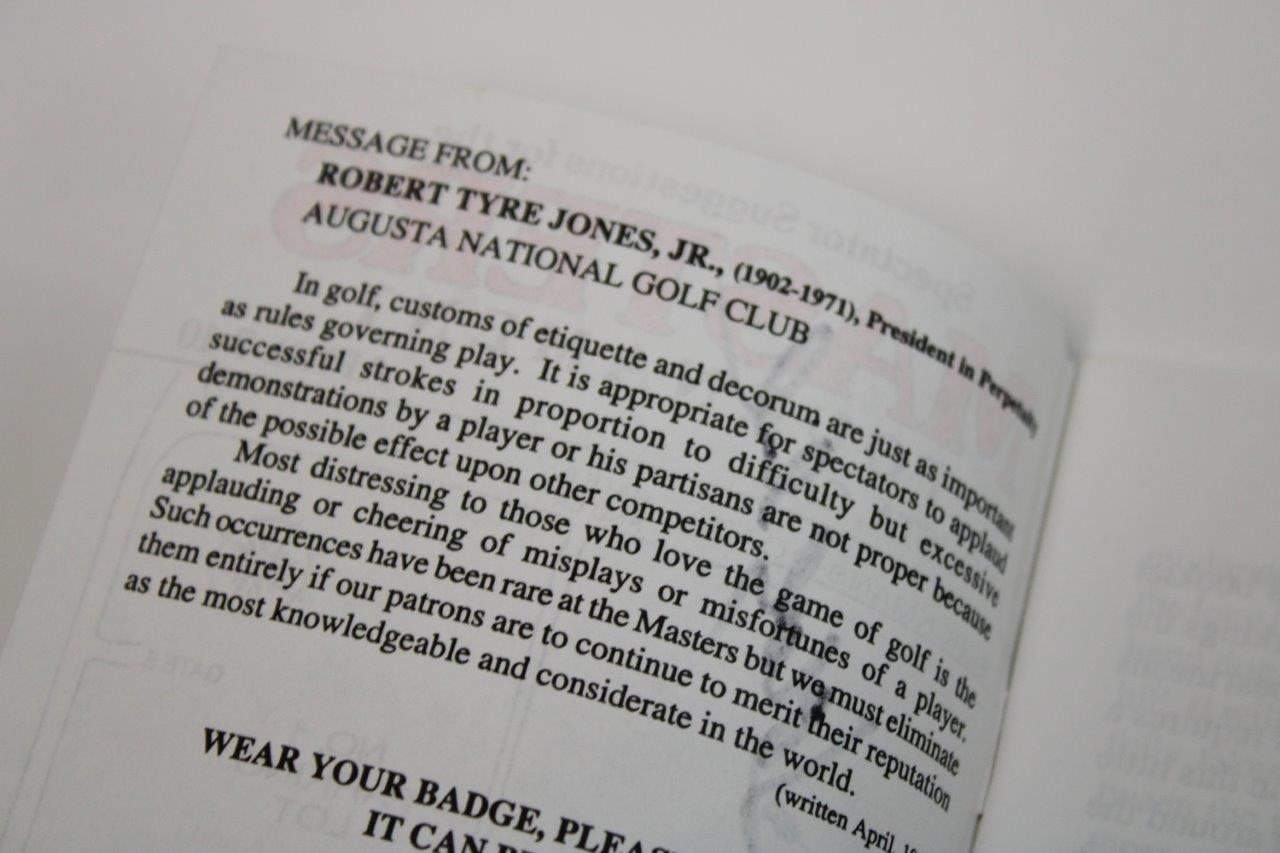 MESSAGE FROM:
ROBERT TYRE JONES, JR., (1902-1971), President in Perpetuity
AUGUSTA NATIONAL GOLF CLUB
In golf, customs of etiquette and decorum are just as important
as rules governing play. It is appropriate for spectators to applaud
successful strokes in proportion to difficulty but excessive
demonstrations by a player or his partisans are not proper because
of the possible effect upon other competitors.
Most distressing to those who love the game of golf is the
applauding or cheering of misplays or misfortunes of a player.
Such occurrences have been rare at the Masters but we must eliminate
them entirely if our patrons are to continue to merit their reputation
as the most knowledgeable and considerate in the world.
(written April,
WEAR YOUR BADGE,
IT CAN